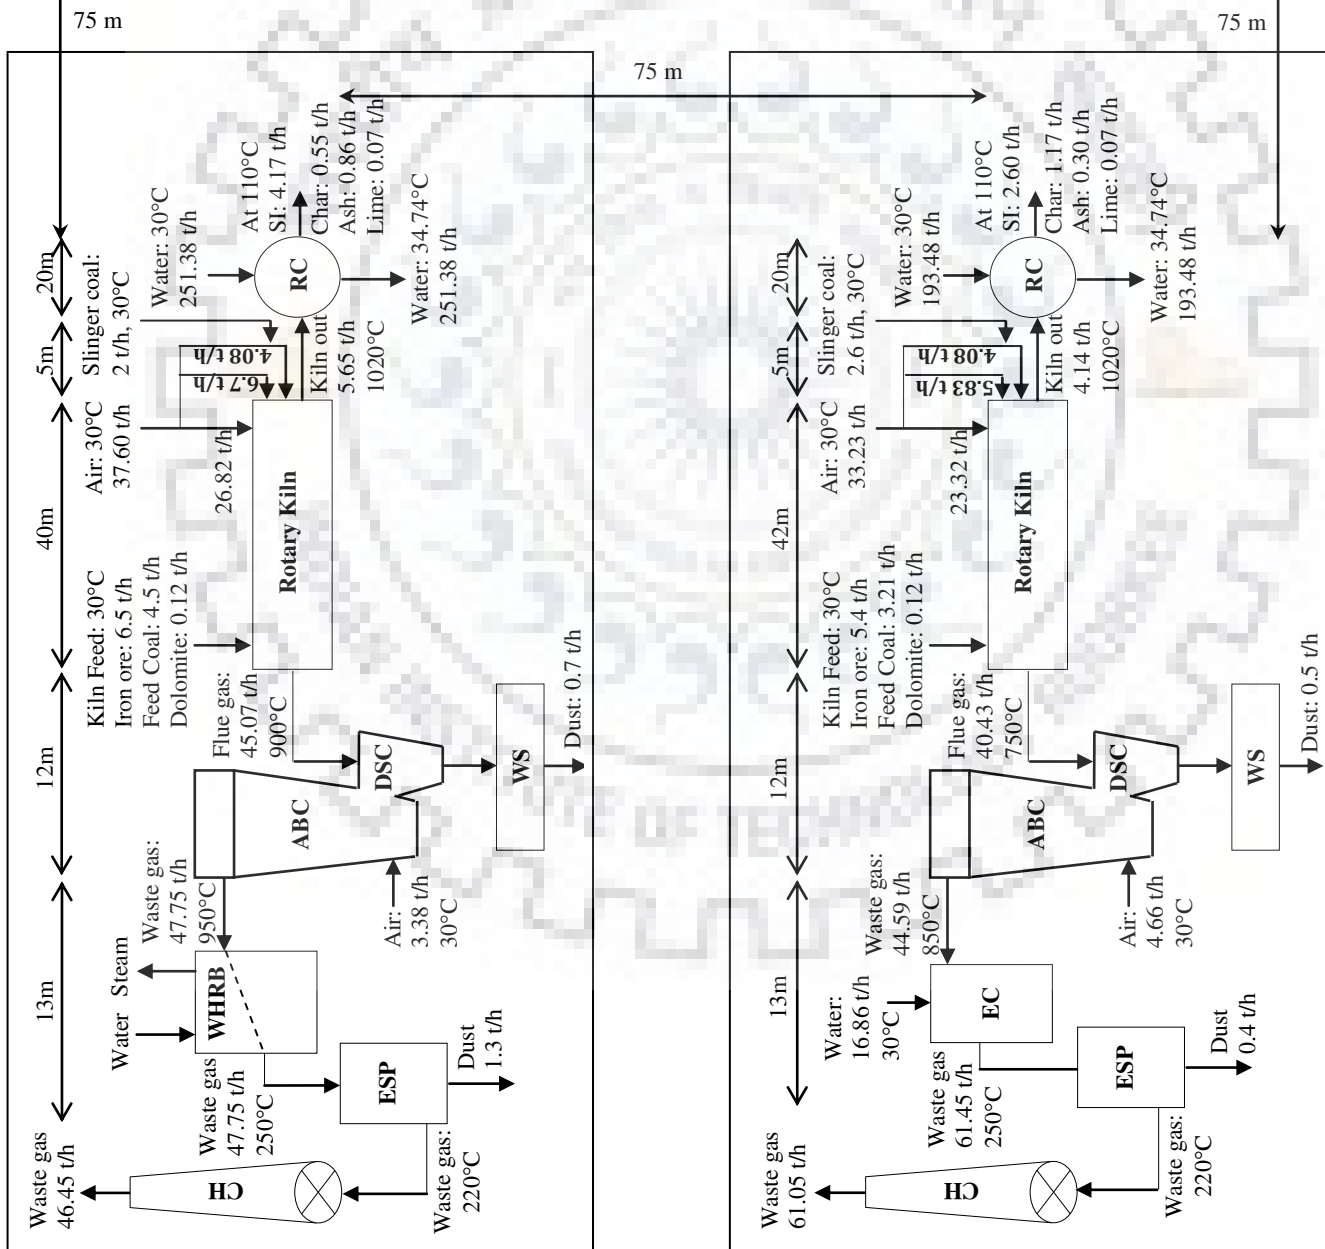 75 m
75 m
75 m
20m
5m
40m
12m
13m
Water: 30°C
251.38 t/h
At 110°C
SI: 4.17 t/h
Char: 0.55 t/h
Ash: 0.86 t/h
Lime: 0.07 t/h
RC
Water: 34.74°C
251.38 t/h
Slinger coal:
2 t/h, 30°C
4.08 t/h
6.7 t/h
Kiln out
5.65 t/h
1020°C
Air: 30°C
37.60 t/h
26.82 t/h
Rotary Kiln
Kiln Feed: 30°C
Iron ore: 6.5 t/h
Feed Coal: 4.5 t/h
Dolomite: 0.12 t/h
Flue gas:
45.07 t/h
900°C
DSC
ABC
WS
Dust: 0.7 t/h
Air:
3.38 t/h
30°C
Waste gas:
47.75 t/h
950°C
Water
Steam
WHRB
Waste gas
47.75 t/h
250°C
ESP
Dust
1.3 t/h
Waste gas:
220°C
CH
Waste gas
46.45 t/h
20m
5m
42m
12m
13m
Water: 30°C
193.48 t/h
At 110°C
SI: 2.60 t/h
Char: 1.17 t/h
Ash: 0.30 t/h
Lime: 0.07 t/h
RC
Water: 34.74°C
193.48 t/h
Slinger coal:
2.6 t/h, 30°C
4.08 t/h
5.83 t/h
Kiln out
4.14 t/h
1020°C
Air: 30°C
33.23 t/h
23.32 t/h
Rotary Kiln
Kiln Feed: 30°C
Iron ore: 5.4 t/h
Feed Coal: 3.21 t/h
Dolomite: 0.12 t/h
Flue gas:
40.43 t/h
750°C
DSC
ABC
WS
Dust: 0.5 t/h
Air:
4.66 t/h
30°C
Waste gas:
44.59 t/h
850°C
Water:
16.86 t/h
30°C
EC
Waste gas
61.45 t/h
250°C
ESP
Dust
0.4 t/h
Waste gas:
220°C
CH
Waste gas
61.05 t/h